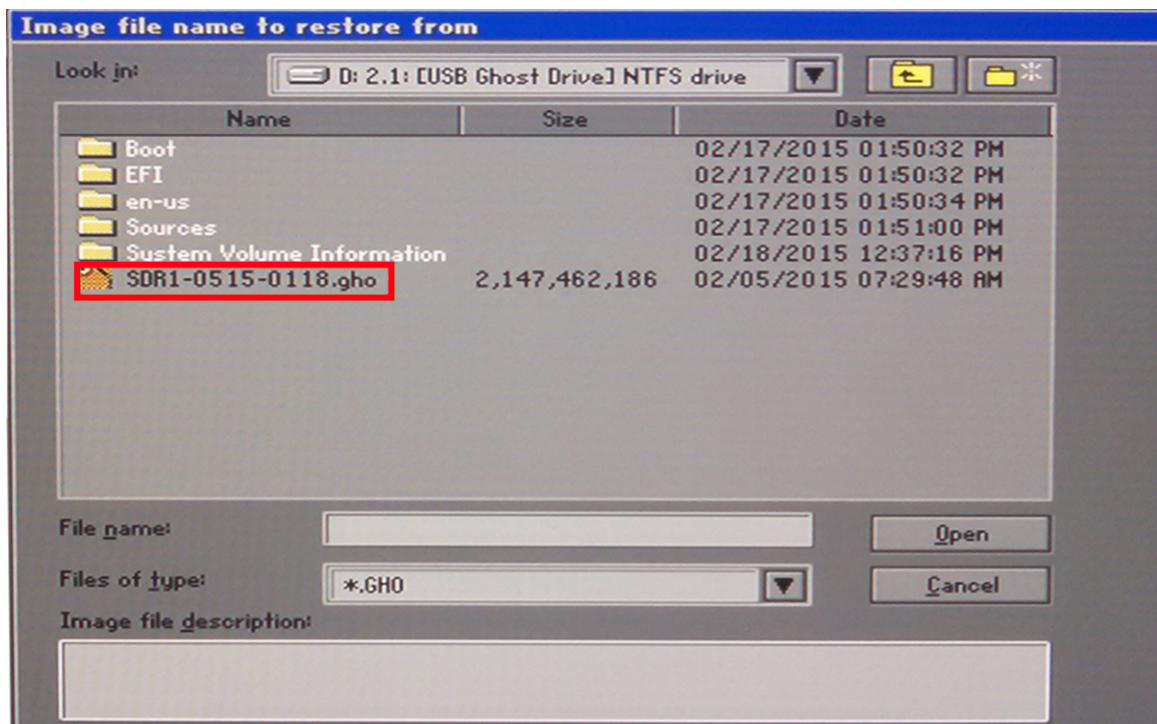 Image file name to restore from
Look in:
D: 2.1: [USB Ghost Drive] NTFS drive
Name Size Date
Boot 02/17/2015 01:50:32 PM
EFI 02/17/2015 01:50:32 PM
en-us 02/17/2015 01:50:34 PM
Sources 02/17/2015 01:51:00 PM
System Volume Information 02/18/2015 12:37:16 PM
SDR1-0515-0118.gho 2,147,462,186 02/05/2015 07:29:48 AM
File name:
Open
Files of type:
*.GHO
Cancel
Image file description: